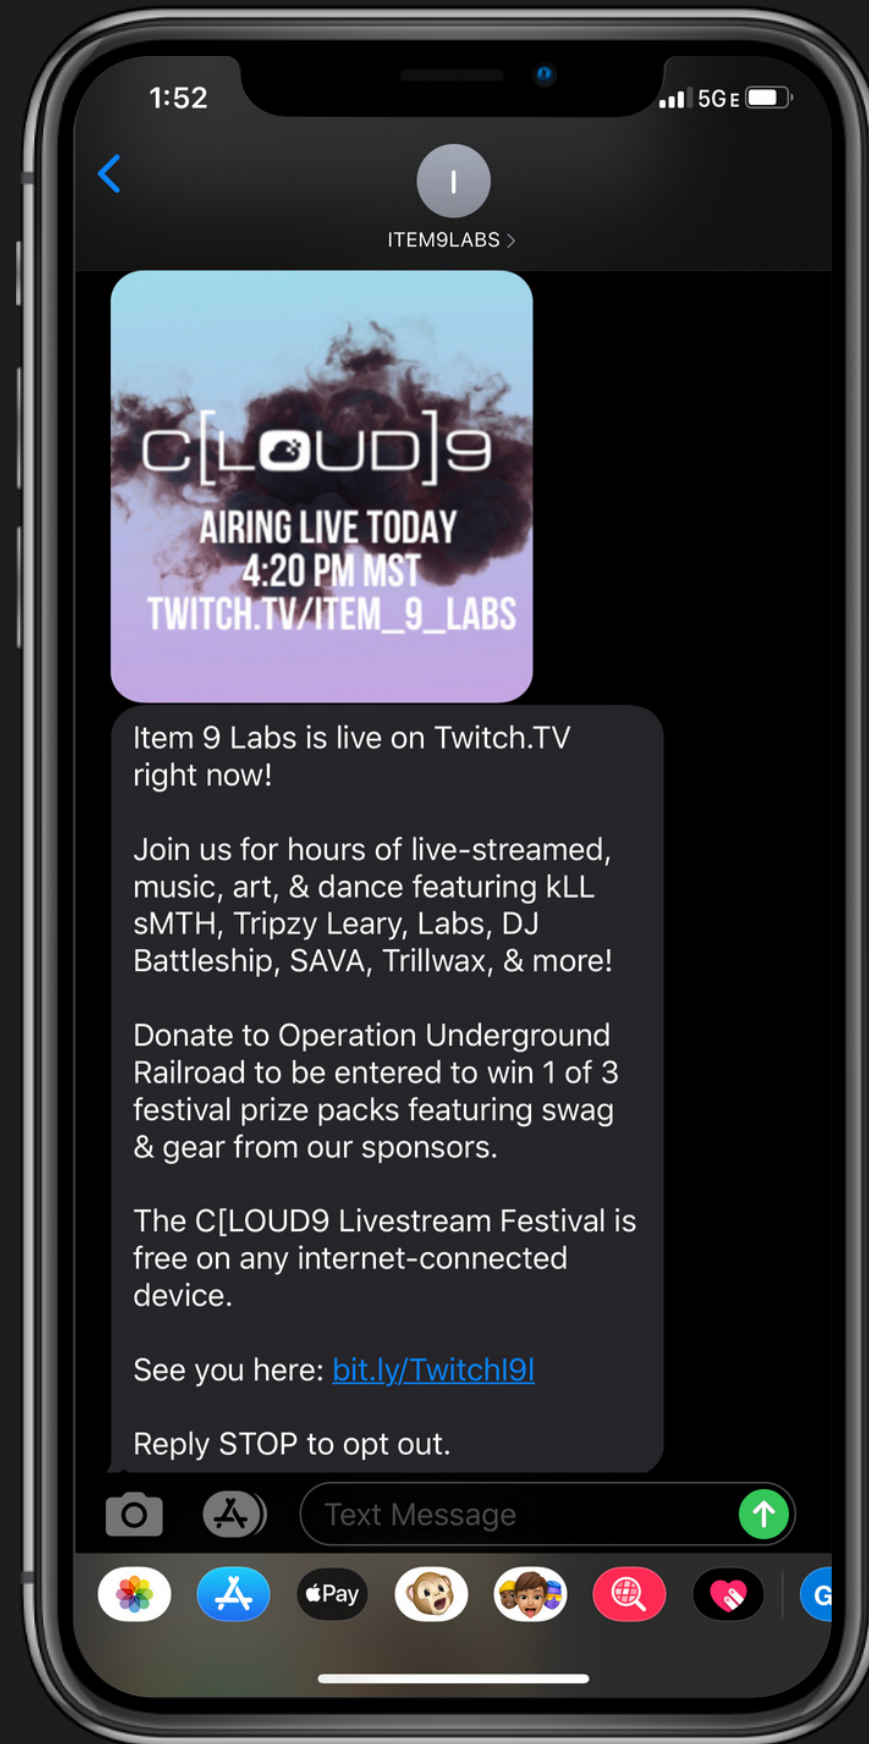 1:52
5GE
I
ITEM9LABS >
C[LOUD]9
AIRING LIVE TODAY
4:20 PM MST
TWITCH.TV/ITEM_9_LABS
Item 9 Labs is live on Twitch.TV
right now!
Join us for hours of live-streamed,
music, art, & dance featuring kLL
sMTH, Tripzy Leary, Labs, DJ
Battleship, SAVA, Trillwax, & more!
Donate to Operation Underground
Railroad to be entered to win 1 of 3
festival prize packs featuring swag
& gear from our sponsors.
The C[LOUD9 Livestream Festival is
free on any internet-connected
device.
See you here: bit.ly/TwitchI9l
Reply STOP to opt out.
Text Message
Pay
G